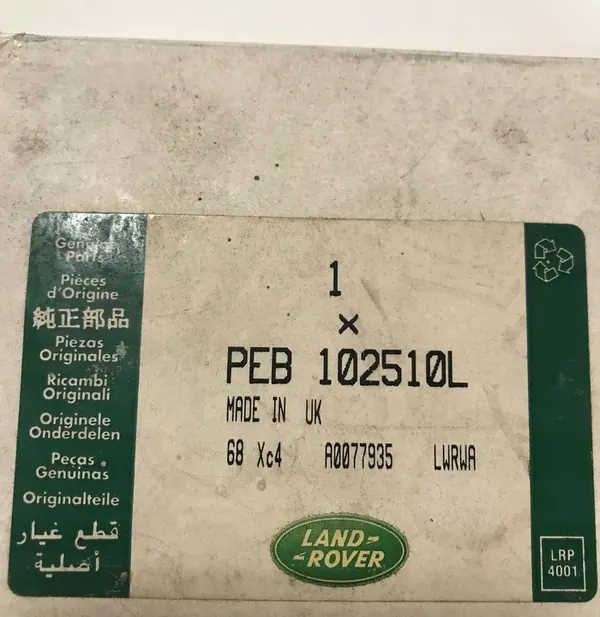 Genuine
Parts
Pièces
d'Origine
純正部品
Piezas
Originales
Ricambi
Originali
Originele
Onderdelen
Peças
Genuinas
Originalteile
قطع غيار
أصلية
1
×
PEB 102510L
MADE IN UK
68 Xc4 A0077935 LWRWA
LAND-
-ROVER
LRP
4001